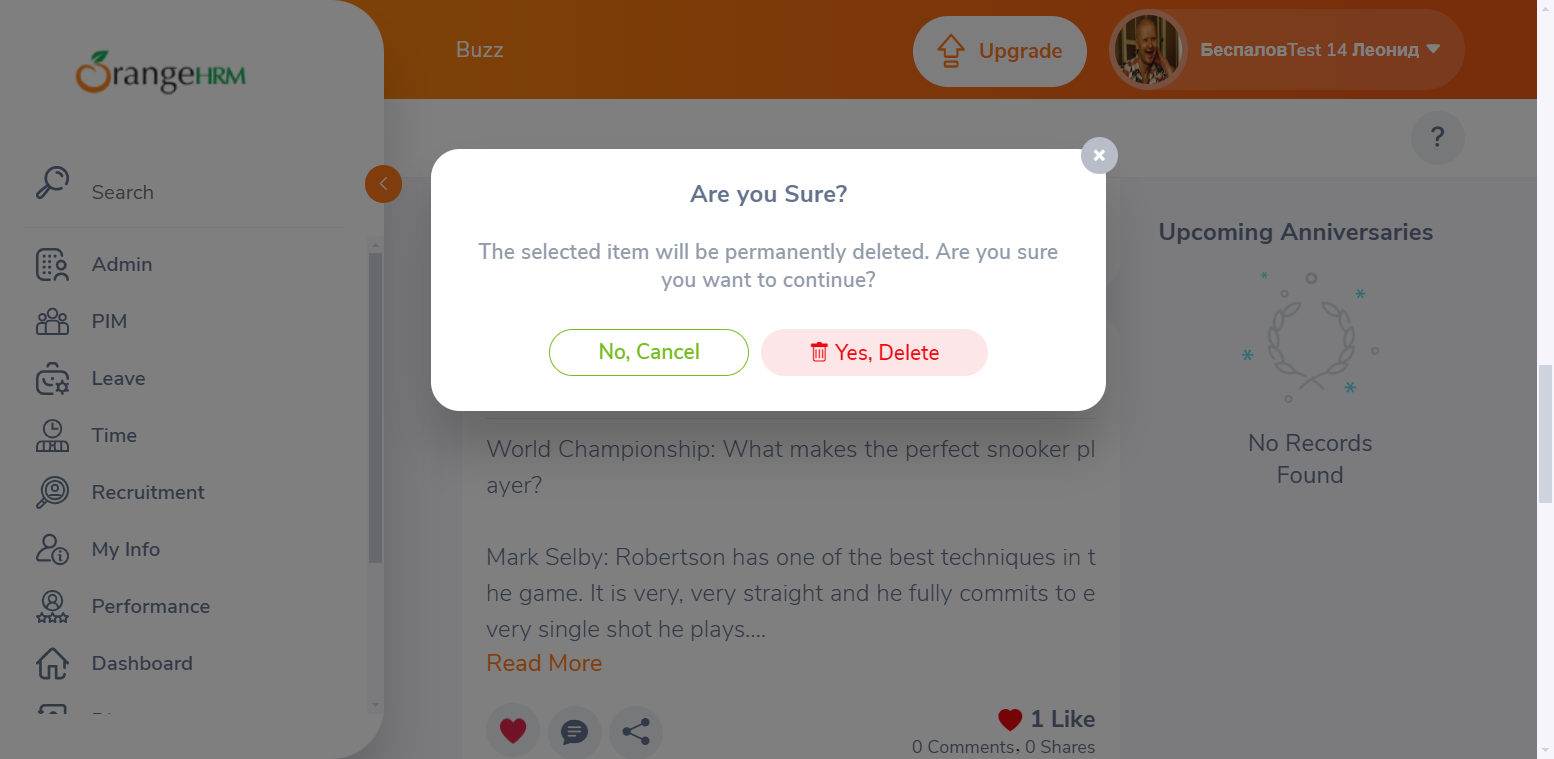 OrangeHRM
Buzz
Upgrade
БеспаловTest 14 Леонид
?
Search
Admin
PIM
Leave
Time
Recruitment
My Info
Performance
Dashboard
Are you Sure?
The selected item will be permanently deleted. Are you sure
you want to continue?
No, Cancel
Yes, Delete
World Championship: What makes the perfect snooker pl
ayer?
Mark Selby: Robertson has one of the best techniques in t
he game. It is very, very straight and he fully commits to e
very single shot he plays....
Read More
1 Like
0 Comments, 0 Shares
Upcoming Anniversaries
No Records
Found